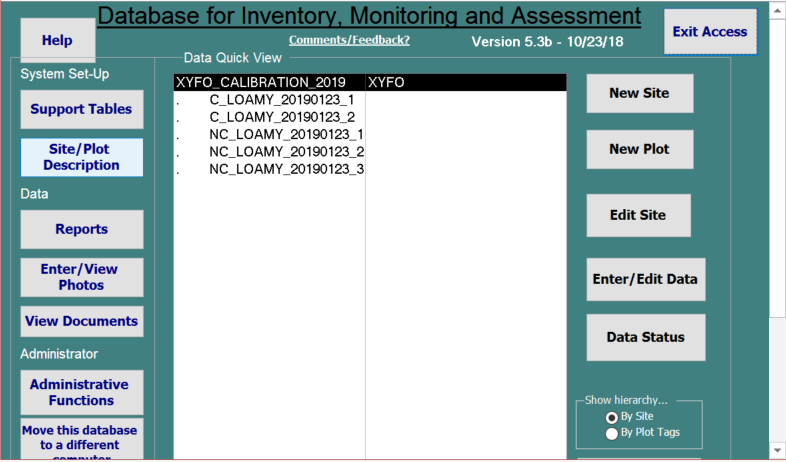 Database for Inventory, Monitoring and Assessment
Help
Comments/Feedback?
Version 5.3b - 10/23/18
Exit Access
System Set-Up
Support Tables
Site/Plot
Description
Data
Reports
Enter/View
Photos
View Documents
Administrator
Administrative
Functions
Move this database
to a different
computer
Data Quick View
XYFO_CALIBRATION_2019 XYFO
. C_LOAMY_20190123_1
. C_LOAMY_20190123_2
. NC_LOAMY_20190123_1
. NC_LOAMY_20190123_2
. NC_LOAMY_20190123_3
New Site
New Plot
Edit Site
Enter/Edit Data
Data Status
Show hierarchy...
By Site
By Plot Tags